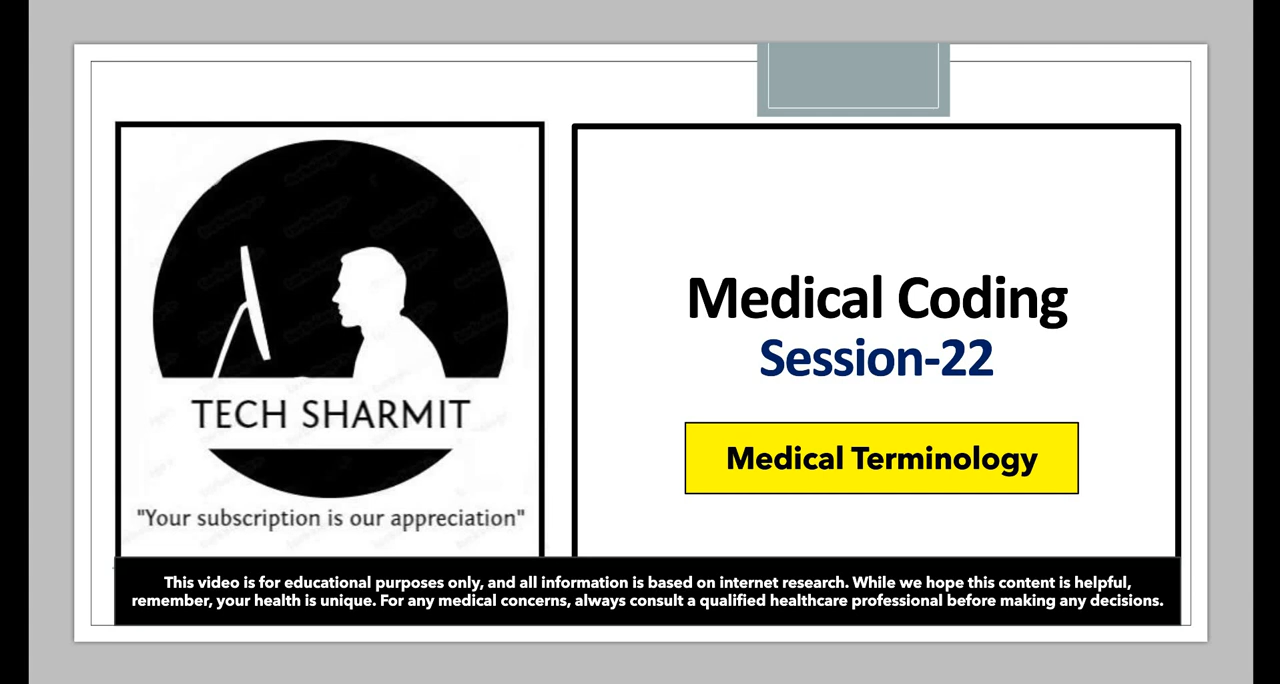 TECH SHARMIT
"Your subscription is our appreciation"
Medical Coding
Session-22
Medical Terminology
This video is for educational purposes only, and all information is based on internet research. While we hope this content is helpful,
remember, your health is unique. For any medical concerns, always consult a qualified healthcare professional before making any decisions.